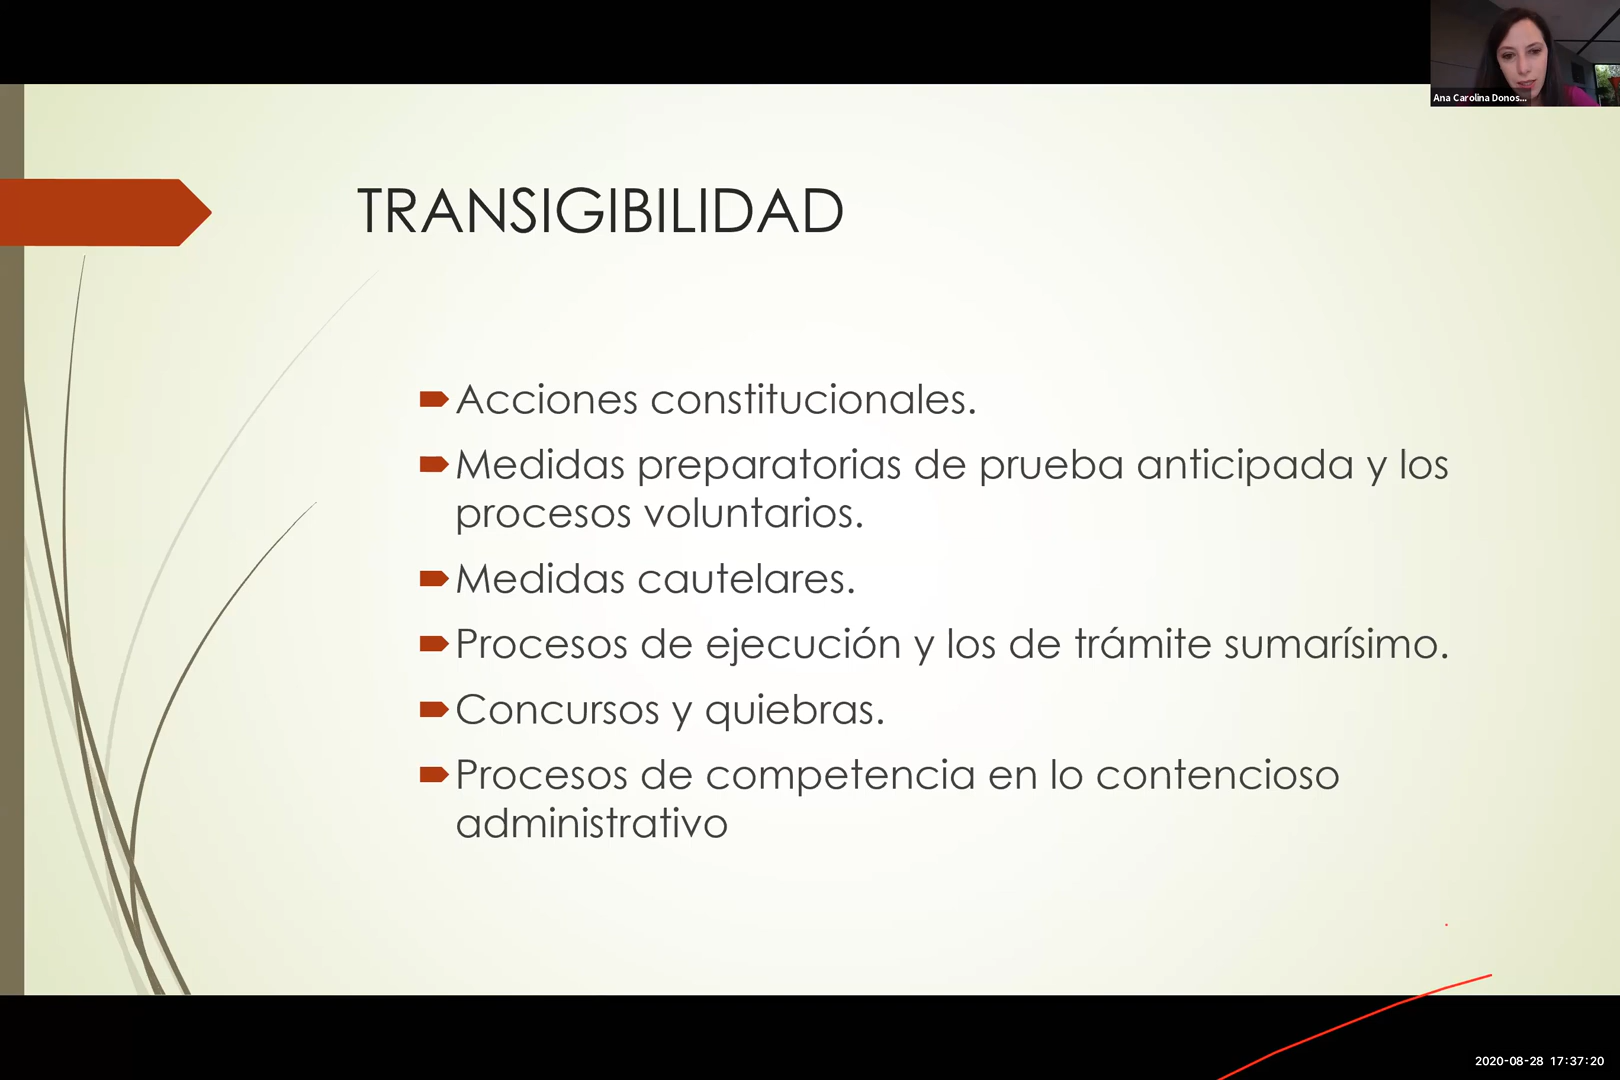 Ana Carolina Donos...
TRANSIGIBILIDAD
Acciones constitucionales.
Medidas preparatorias de prueba anticipada y los
procesos voluntarios.
Medidas cautelares.
Procesos de ejecución y los de trámite sumarísimo.
Concursos y quiebras.
Procesos de competencia en lo contencioso
administrativo
2020-08-28 17:37:20